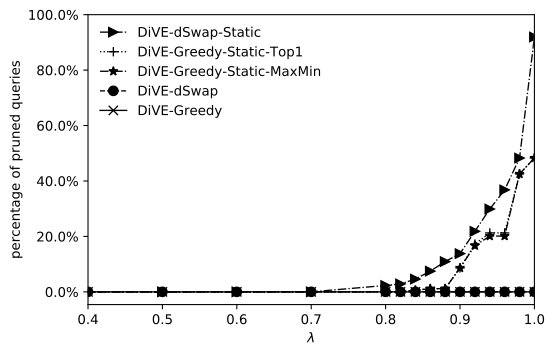 100.0%
80.0%
60.0%
40.0%
20.0%
0.0%
percentage of pruned queries
DiVE-dSwap-Static
DiVE-Greedy-Static-Top1
DiVE-Greedy-Static-MaxMin
DiVE-dSwap
DiVE-Greedy
0.4 0.5 0.6 0.7 0.8 0.9 1.0
λ